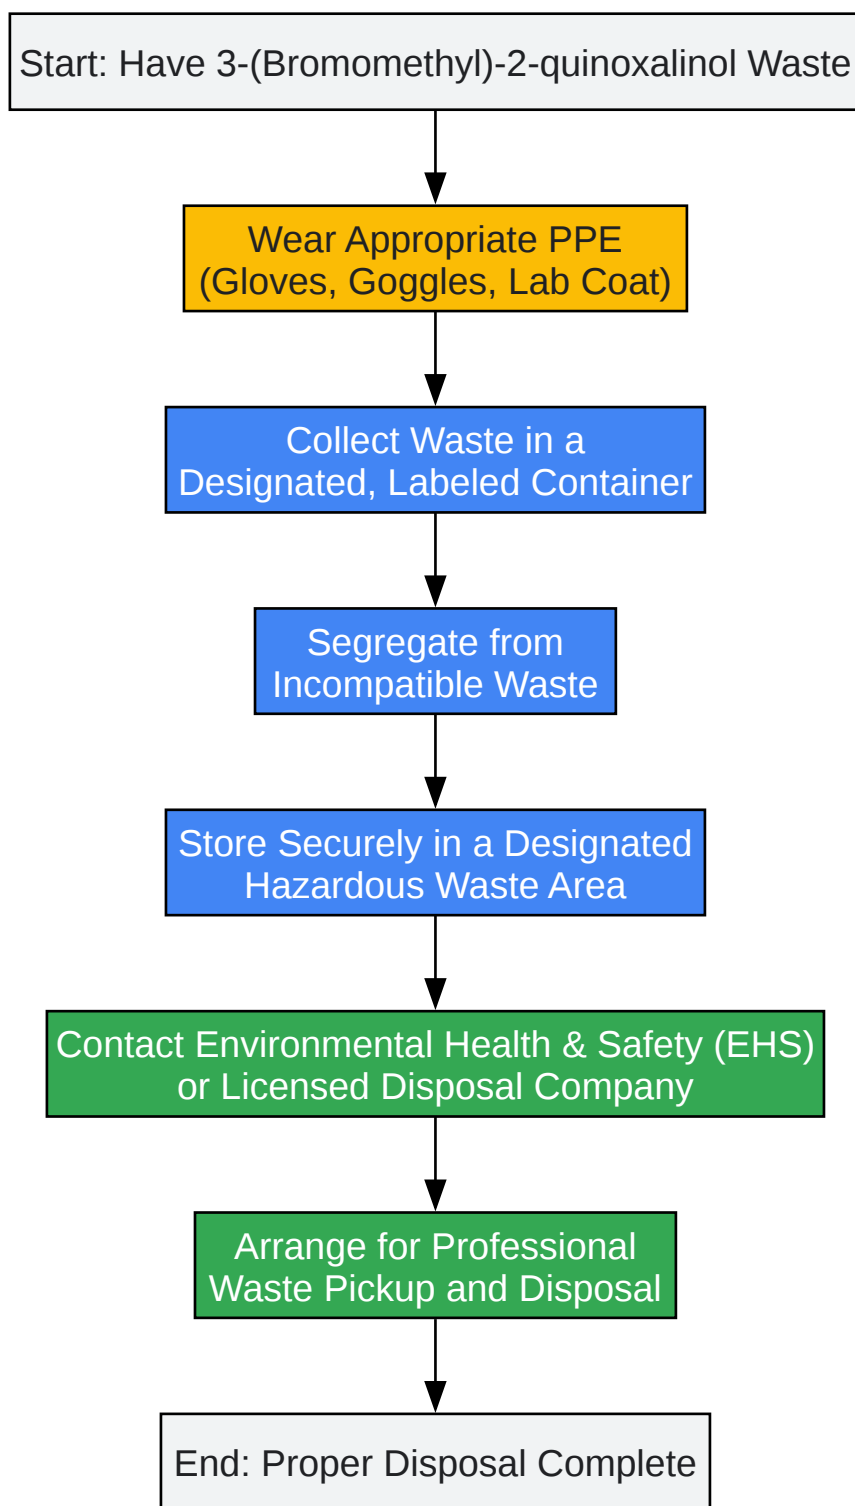 Start: Have 3-(Bromomethyl)-2-quinoxalinol Waste
Wear Appropriate PPE
(Gloves, Goggles, Lab Coat)
Collect Waste in a
Designated, Labeled Container
Segregate from
Incompatible Waste
Store Securely in a Designated
Hazardous Waste Area
Contact Environmental Health & Safety (EHS)
or Licensed Disposal Company
Arrange for Professional
Waste Pickup and Disposal
End: Proper Disposal Complete